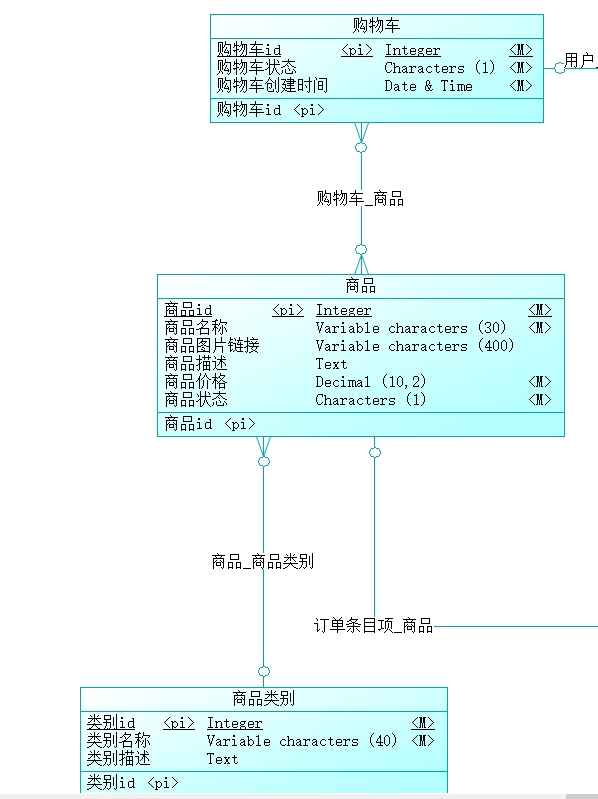 购物车
购物车id <pi> Integer <M>
购物车状态 Characters (1) <M>
购物车创建时间 Date & Time <M>
购物车id <pi>
用户_
购物车_商品
商品
商品id <pi> Integer <M>
商品名称 Variable characters (30) <M>
商品图片链接 Variable characters (400)
商品描述 Text
商品价格 Decimal (10,2) <M>
商品状态 Characters (1) <M>
商品id <pi>
商品_商品类别
订单条目项_商品
商品类别
类别id <pi> Integer <M>
类别名称 Variable characters (40) <M>
类别描述 Text
类别id <pi>